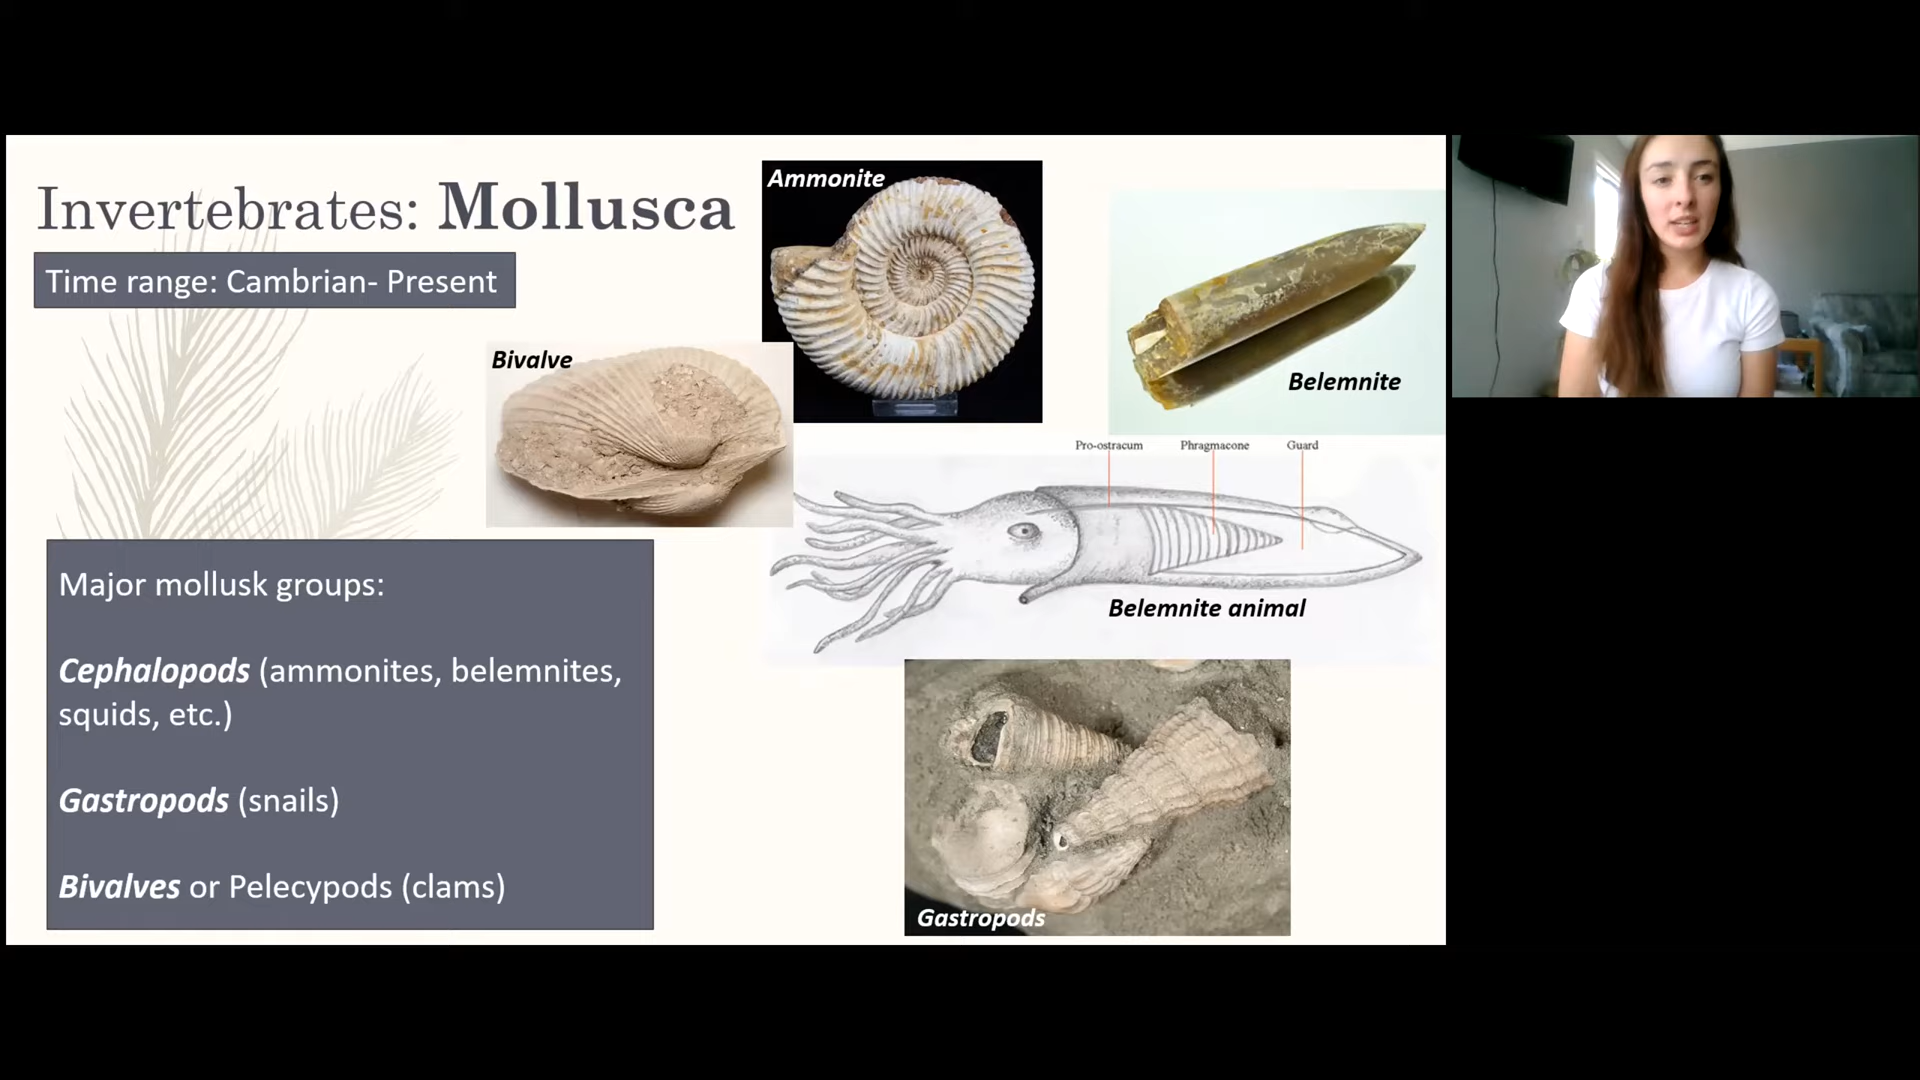 Invertebrates: Mollusca
Time range: Cambrian- Present
Ammonite
Bivalve
Belemnite
Pro-ostracum
Phragmacone
Guard
Belemnite animal
Major mollusk groups:
Cephalopods (ammonites, belemnites,
squids, etc.)
Gastropods (snails)
Bivalves or Pelecypods (clams)
Gastropods